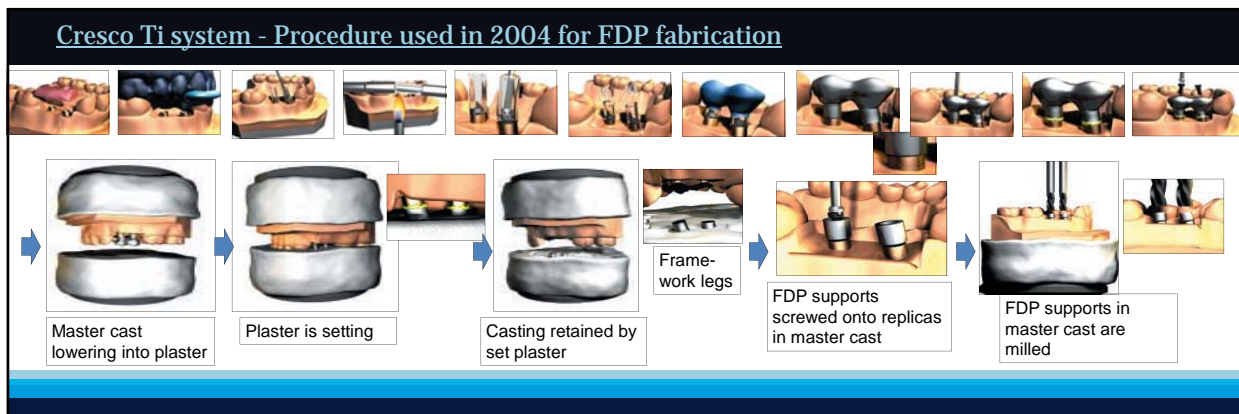 Cresco Ti system - Procedure used in 2004 for FDP fabrication
Master cast
lowering into plaster
Plaster is setting
Casting retained by
set plaster
Frame-
work legs
FDP supports
screwed onto replicas
in master cast
FDP supports in
master cast are
milled